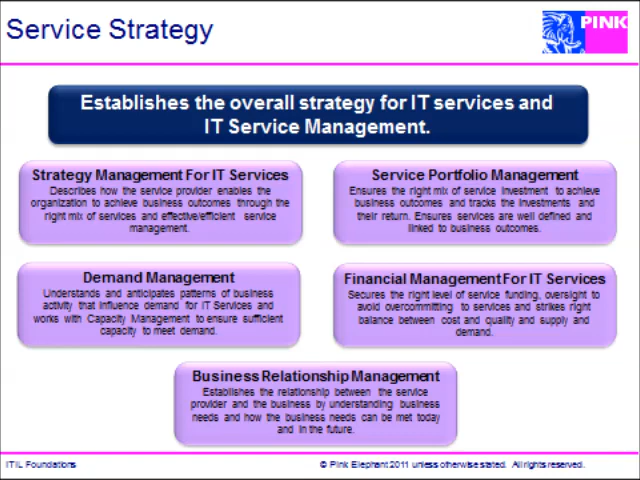 Service Strategy
PINK
Establishes the overall strategy for IT services and
IT Service Management.
Strategy Management For IT Services
Describes how the service provider enables the
organization to achieve business outcomes through the
right mix of services and effective/efficient service
management.
Service Portfolio Management
Ensures the right mix of service investment to achieve
business outcomes and tracks the investments and
their return. Ensures services are well defined and
linked to business outcomes.
Demand Management
Understands and anticipates patterns of business
activity that influence demand for IT Services and
works with Capacity Management to ensure sufficient
capacity to meet demand.
Financial Management For IT Services
Secures the right level of service funding, oversight to
avoid overcommitting to services and strikes right
balance between cost and quality and supply and
demand.
Business Relationship Management
Establishes the relationship between the service
provider and the business by understanding business
needs and how the business needs can be met today
and in the future.
ITIL Foundations
© Pink Elephant 2011 unless otherwise stated. All rights reserved.